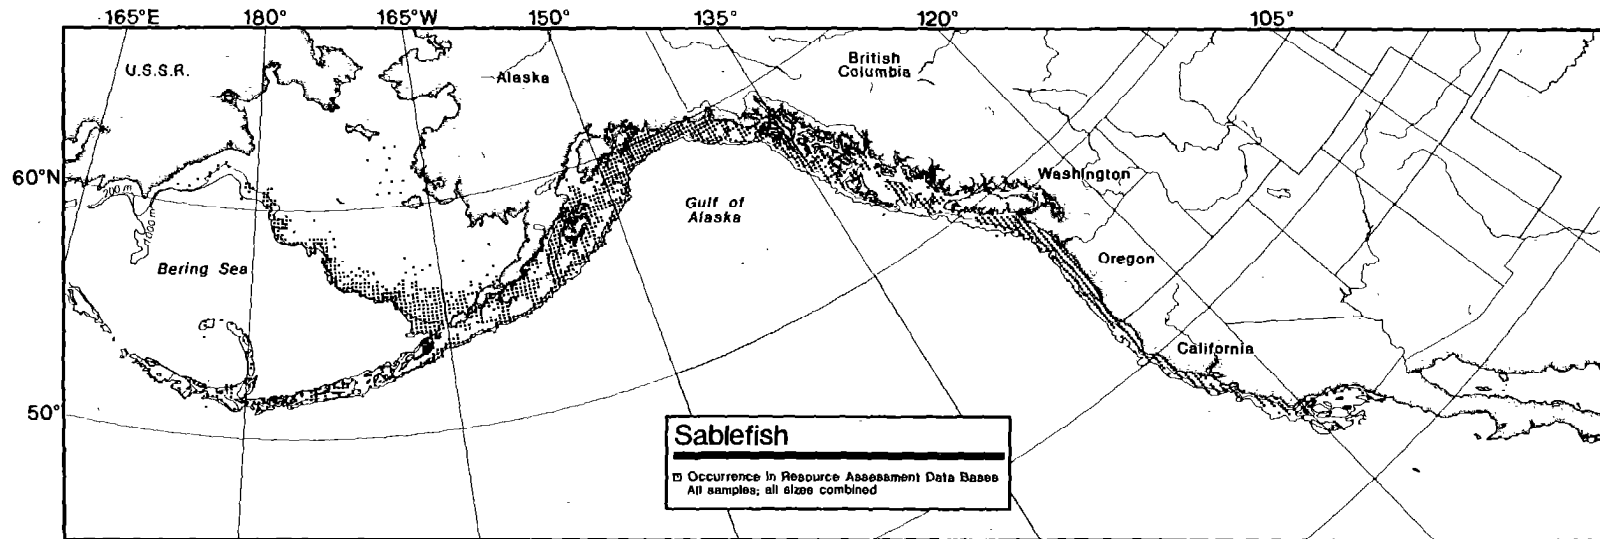 165°E 180° 165°W 150° 135° 120° 105°
U.S.S.R.
Alaska
British
Columbia
60°N
200 m
1000 m
Washington
Gulf of
Alaska
Bering Sea
Oregon
California
50°
Sablefish
Occurrence in Resource Assessment Data Bases
All samples; all sizes combined